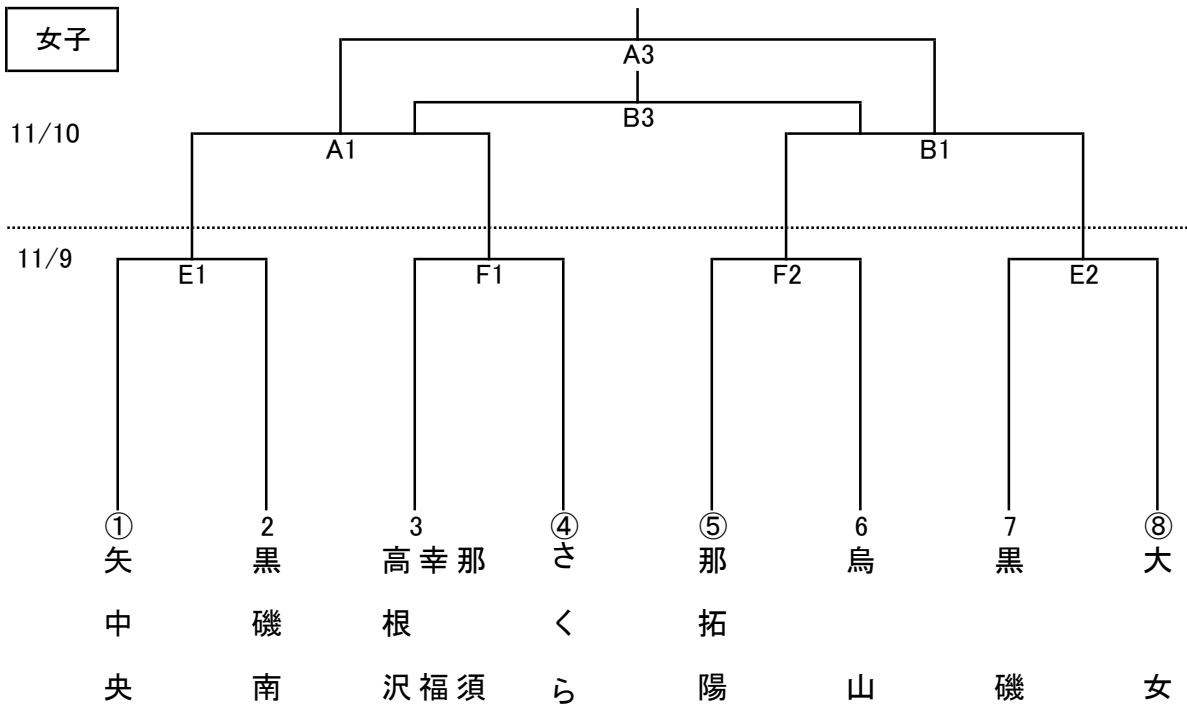 女子
A3
B3
11/10
A1
B1
11/9
E1
F1
F2
E2
①
矢中央
2
黒磯南
3
那須
幸福
高根沢
④
さくら
⑤
那拓陽
6
烏山
7
黒磯
⑧
大女